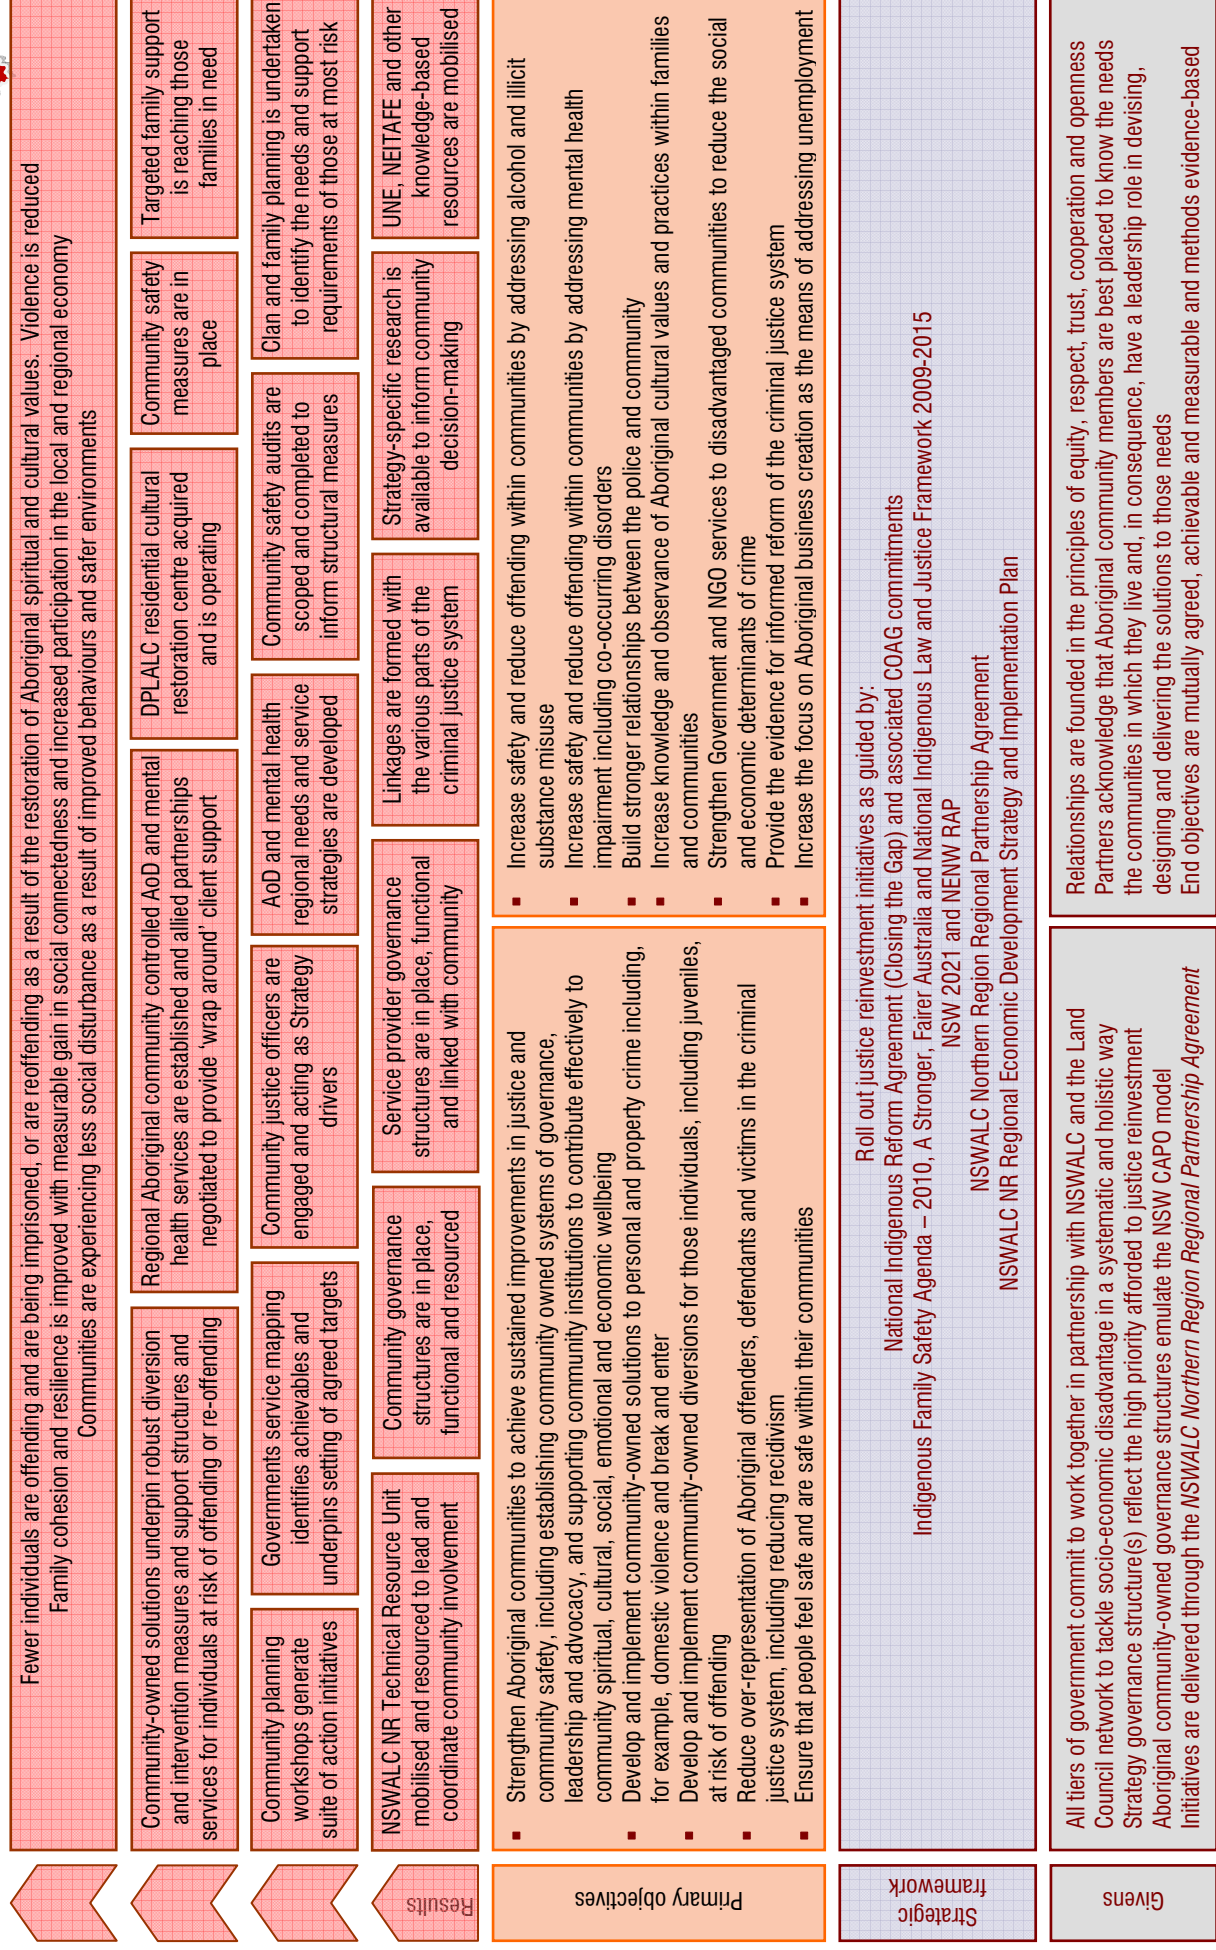 Fewer individuals are offending and are being imprisoned, or are reoffending as a result of the restoration of Aboriginal spiritual and cultural values.  Violence is reduced
Family cohesion and resilience is improved with measurable gain in social connectedness and increased participation in the local and regional economy
Communities are experiencing less social disturbance as a result of improved behaviours and safer environments
Community-owned solutions underpin robust diversion
and intervention measures and support structures and
services for individuals at risk of offending or re-offending
Regional Aboriginal community controlled AoD and mental
health services are established and allied partnerships
negotiated to provide ‘wrap around’ client support
DPLALC residential cultural
restoration centre acquired
and is operating
Community safety
measures are in
place
Targeted family support
is reaching those
families in need
Community planning
workshops generate
suite of action initiatives
Governments service mapping
identifies achievables and
underpins setting of agreed targets
Community justice officers are
engaged and acting as Strategy
drivers
AoD and mental health
regional needs and service
strategies are developed
Community safety audits are
scoped and completed to
inform structural measures
Clan and family planning is undertaken
to identify the needs and support
requirements of those at most risk
Results
NSWALC NR Technical Resource Unit
mobilised and resourced to lead and
coordinate community involvement
Community governance
structures are in place,
functional and resourced
Service provider governance
structures are in place, functional
and linked with community
Linkages are formed with
the various parts of the
criminal justice system
Strategy-specific research is
available to inform community
decision-making
UNE, NEITAFE and other
knowledge-based
resources are mobilised
Primary objectives
▪ Strengthen Aboriginal communities to achieve sustained improvements in justice and
community safety, including establishing community owned systems of governance,
leadership and advocacy, and supporting community institutions to contribute effectively to
community spiritual, cultural, social, emotional and economic wellbeing
▪ Develop and implement community-owned solutions to personal and property crime including,
for example, domestic violence and break and enter
▪ Develop and implement community-owned diversions for those individuals, including juveniles,
at risk of offending
▪ Reduce over-representation of Aboriginal offenders, defendants and victims in the criminal
justice system, including reducing recidivism
▪ Ensure that people feel safe and are safe within their communities
▪ Increase safety and reduce offending within communities by addressing alcohol and illicit
substance misuse
▪ Increase safety and reduce offending within communities by addressing mental health
impairment including co-occurring disorders
▪ Build stronger relationships between the police and community
▪ Increase knowledge and observance of Aboriginal cultural values and practices within families
and communities
▪ Strengthen Government and NGO services to disadvantaged communities to reduce the social
and economic determinants of crime
▪ Provide the evidence for informed reform of the criminal justice system
▪ Increase the focus on Aboriginal business creation as the means of addressing unemployment
Strategic
framework
Roll out justice reinvestment initiatives as guided by:
National Indigenous Reform Agreement (Closing the Gap) and associated COAG commitments
Indigenous Family Safety Agenda – 2010, A Stronger, Fairer Australia and National Indigenous Law and Justice Framework 2009-2015
NSW 2021 and NENW RAP
NSWALC Northern Region Regional Partnership Agreement
NSWALC NR Regional Economic Development Strategy and Implementation Plan
Givens
All tiers of government commit to work together in partnership with NSWALC and the Land
Council network to tackle socio-economic disadvantage in a systematic and holistic way
Strategy governance structure(s) reflect the high priority afforded to justice reinvestment
Aboriginal community-owned governance structures emulate the NSW CAPO model
Initiatives are delivered through the NSWALC Northern Region Regional Partnership Agreement
Relationships are founded in the principles of equity, respect, trust, cooperation and openness
Partners acknowledge that Aboriginal community members are best placed to know the needs
the communities in which they live and, in consequence, have a leadership role in devising,
designing and delivering the solutions to those needs
End objectives are mutually agreed, achievable and measurable and methods evidence-based